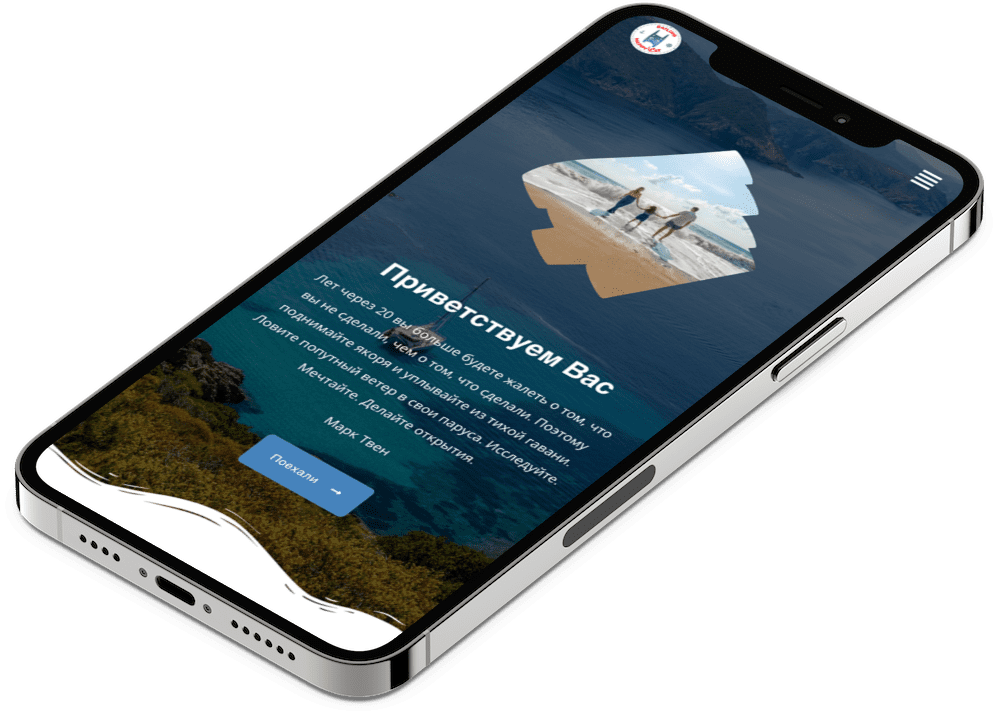 Приветствуем Вас
Лет через 20 вы больше будете жалеть о том, что
вы не сделали, чем о том, что сделали. Поэтому
поднимайте якоря и уплывайте из тихой гавани.
Ловите попутный ветер в свои паруса. Исследуйте.
Мечтайте. Делайте открытия.
Марк Твен
Поехали →